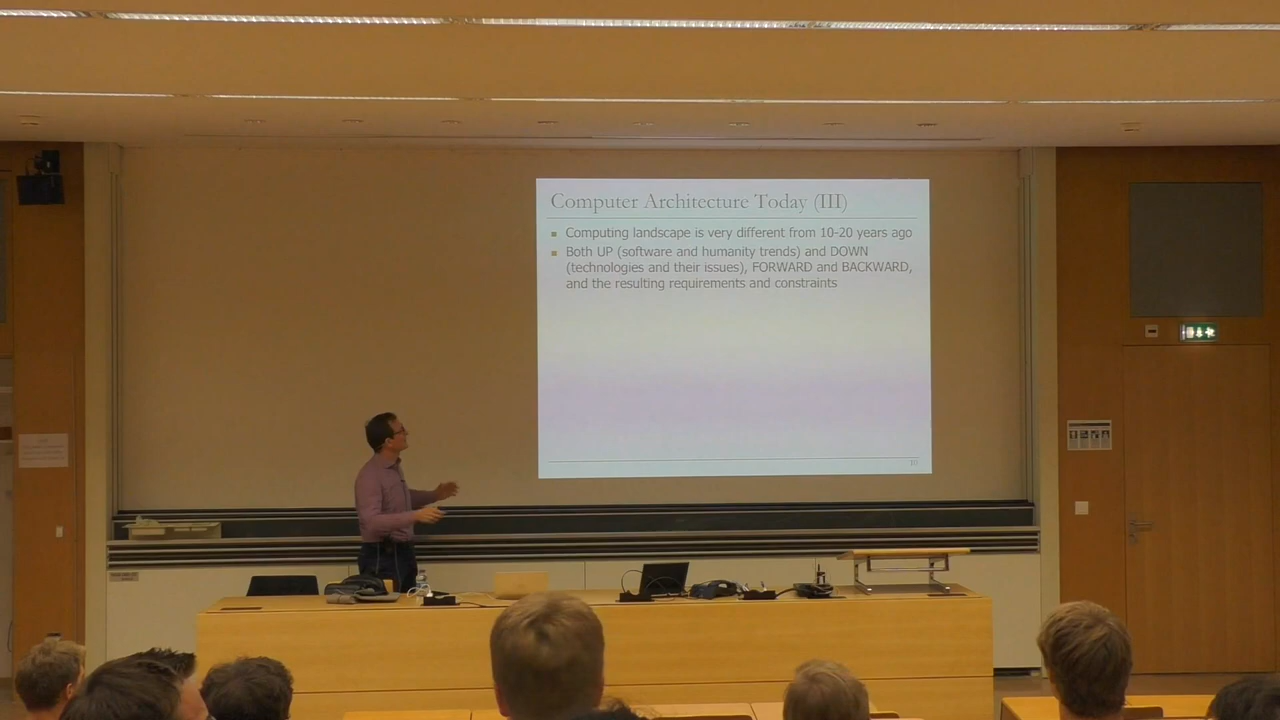 Computer Architecture Today (III)
Computing landscape is very different from 10-20 years ago
Both UP (software and humanity trends) and DOWN
(technologies and their issues), FORWARD and BACKWARD,
and the resulting requirements and constraints
10